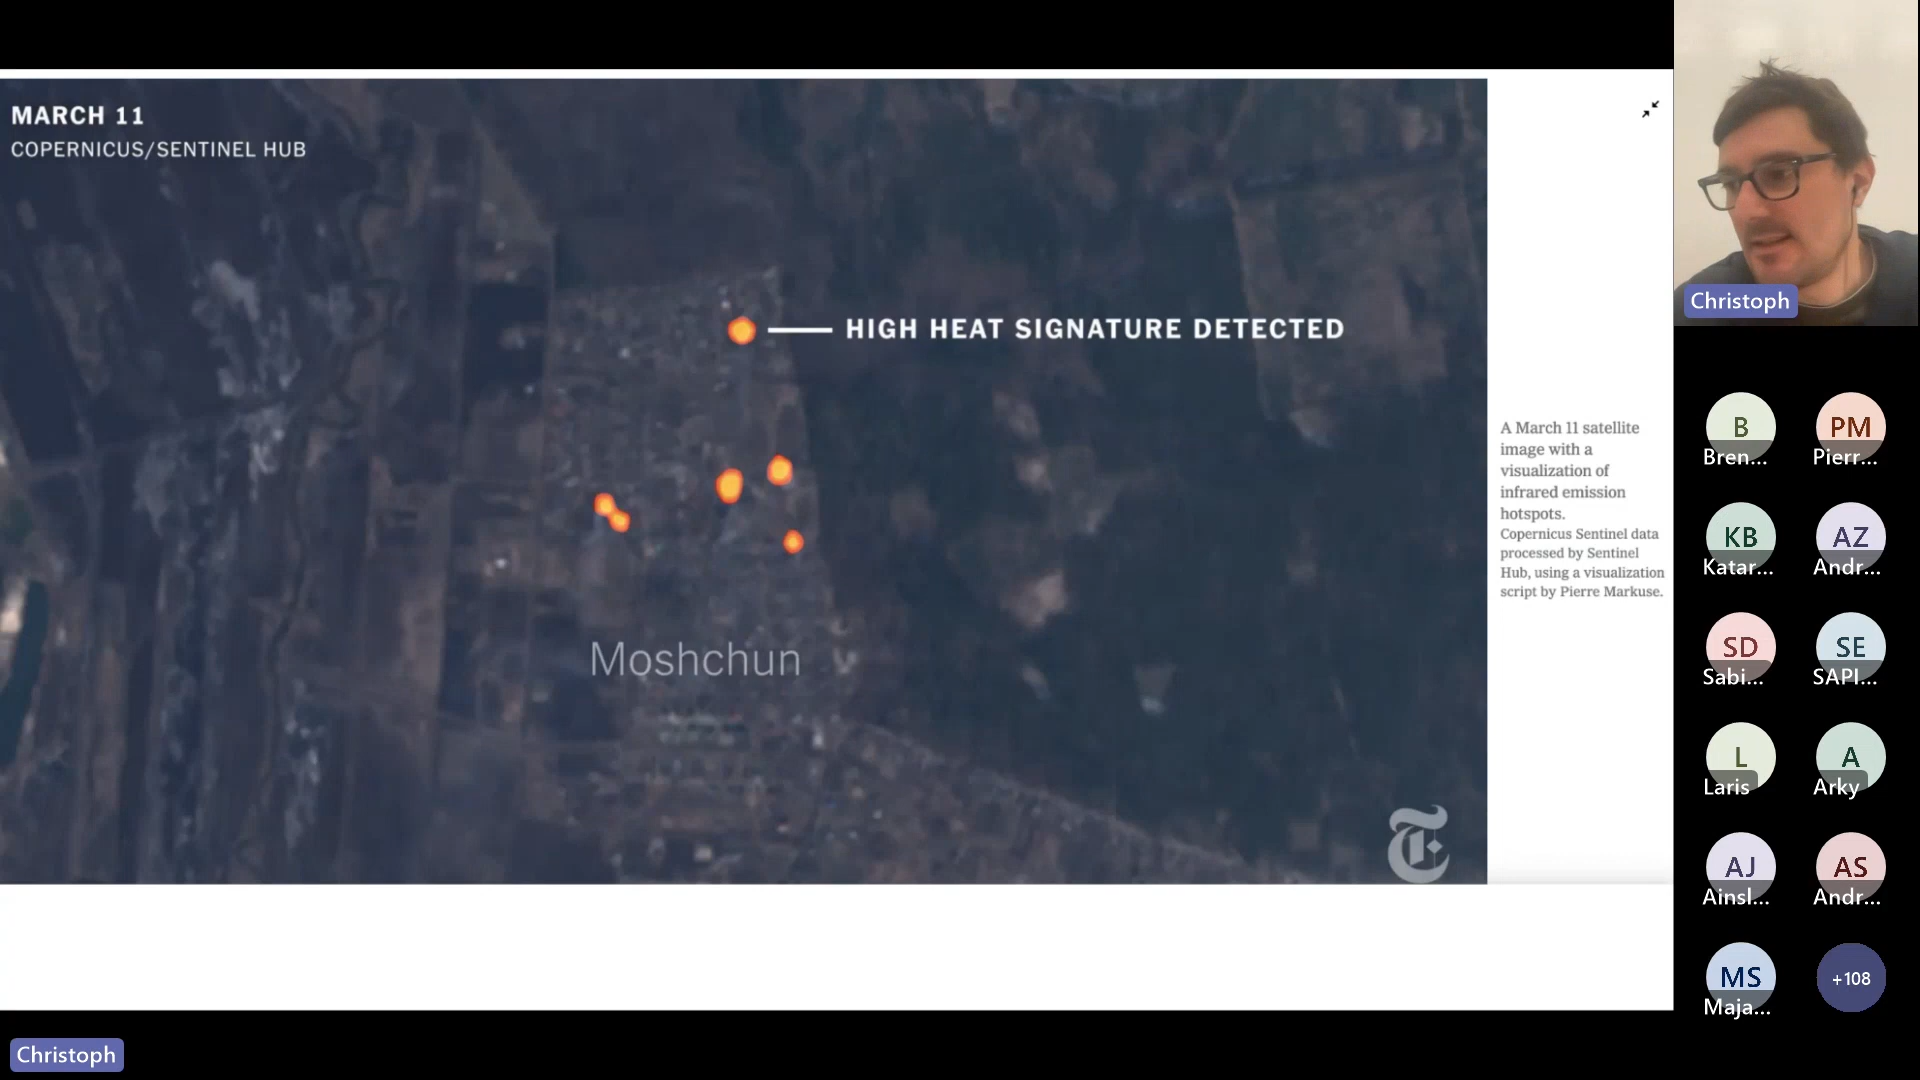 MARCH 11
COPERNICUS/SENTINEL HUB
HIGH HEAT SIGNATURE DETECTED
Moshchun
T
A March 11 satellite
image with a
visualization of
infrared emission
hotspots.
Copernicus Sentinel data
processed by Sentinel
Hub, using a visualization
script by Pierre Markuse.
Christoph
B
Bren...
PM
Pierr...
KB
Katar...
AZ
Andr...
SD
Sabi...
SE
SAPI...
L
Laris
A
Arky
AJ
Ainsl...
AS
Andr...
MS
Maja...
+108
Christoph